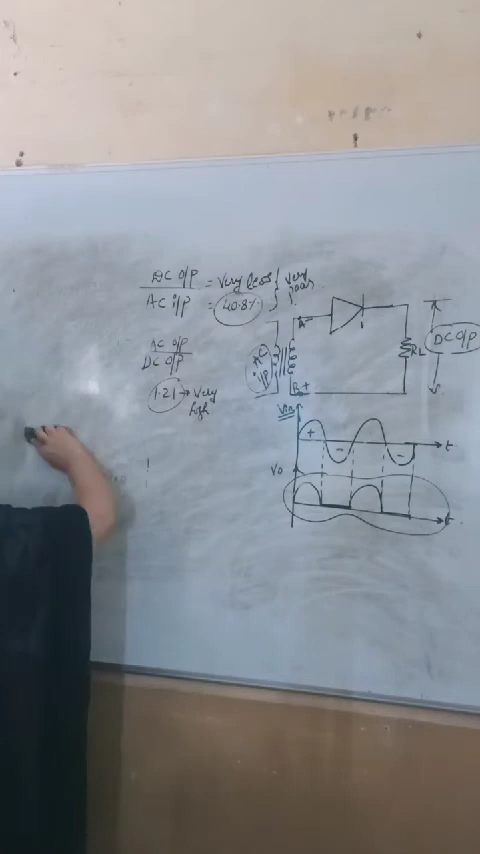 DC o/p = Very less } very
AC i/p = 40.8% } poor
AC o/p
DC o/p
1.21 → Very
high
A -
RL
DC o/p
AC
i/p
B +
Vin
+ - - t
Vo
t